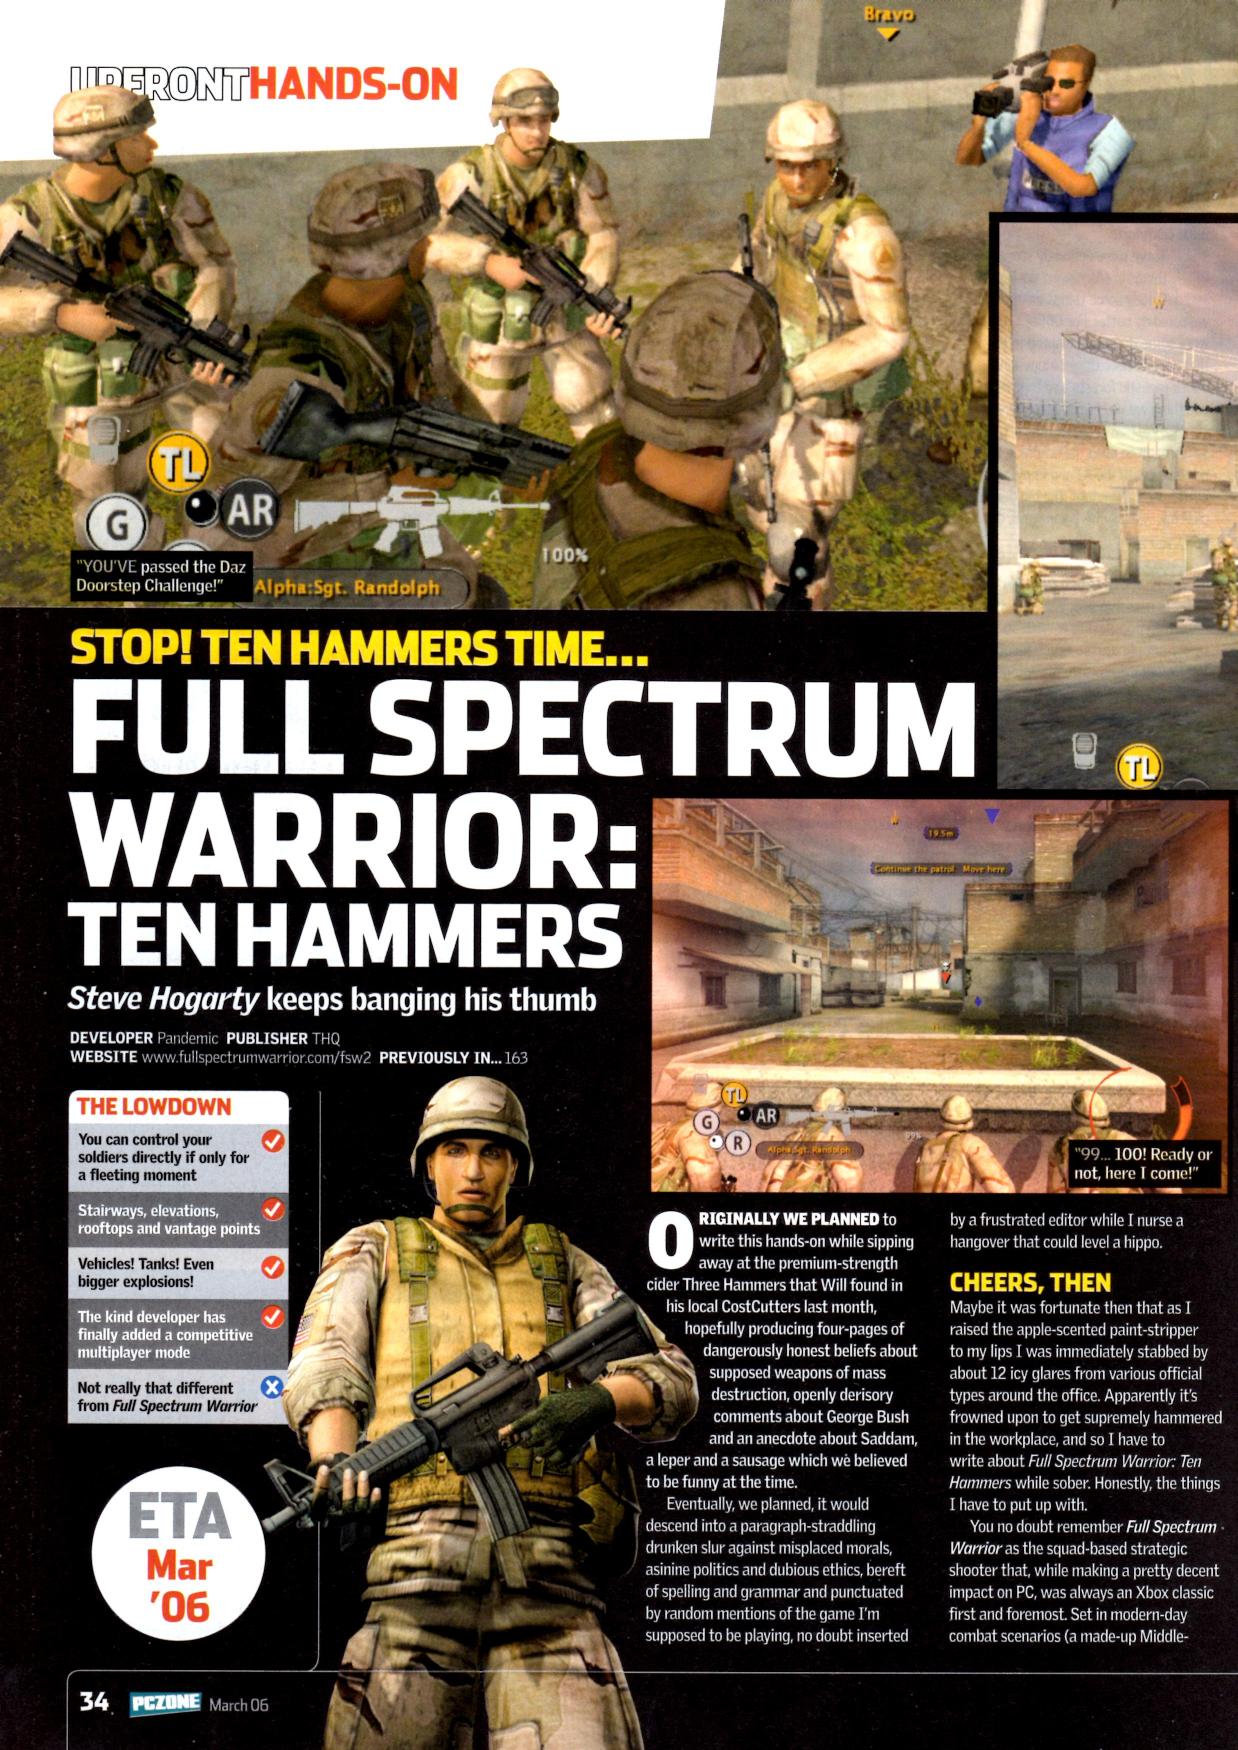 UPFRONTHANDS-ON
Bravo
TL
G
AR
100%
Alpha:Sgt. Randolph
"YOU'VE passed the Daz
Doorstep Challenge!"
W
TL
STOP! TEN HAMMERS TIME...
FULL SPECTRUM
WARRIOR:
TEN HAMMERS
Steve Hogarty keeps banging his thumb
DEVELOPER Pandemic PUBLISHER THQ
WEBSITE www.fullspectrumwarrior.com/fsw2 PREVIOUSLY IN... 163
THE LOWDOWN
You can control your
soldiers directly if only for
a fleeting moment
Stairways, elevations,
rooftops and vantage points
Vehicles! Tanks! Even
bigger explosions!
The kind developer has
finally added a competitive
multiplayer mode
Not really that different
from Full Spectrum Warrior
ETA
Mar
'06
W
19.5m
Continue the patrol. Move here.
TL
G
AR
R
99%
Alpha:Sgt. Randolph
"99... 100! Ready or
not, here I come!"
ORIGINALLY WE PLANNED to
write this hands-on while sipping
away at the premium-strength
cider Three Hammers that Will found in
his local CostCutters last month,
hopefully producing four-pages of
dangerously honest beliefs about
supposed weapons of mass
destruction, openly derisory
comments about George Bush
and an anecdote about Saddam,
a leper and a sausage which we believed
to be funny at the time.
Eventually, we planned, it would
descend into a paragraph-straddling
drunken slur against misplaced morals,
asinine politics and dubious ethics, bereft
of spelling and grammar and punctuated
by random mentions of the game I'm
supposed to be playing, no doubt inserted
by a frustrated editor while I nurse a
hangover that could level a hippo.
CHEERS, THEN
Maybe it was fortunate then that as I
raised the apple-scented paint-stripper
to my lips I was immediately stabbed by
about 12 icy glares from various official
types around the office. Apparently it's
frowned upon to get supremely hammered
in the workplace, and so I have to
write about Full Spectrum Warrior: Ten
Hammers while sober. Honestly, the things
I have to put up with.
You no doubt remember Full Spectrum
Warrior as the squad-based strategic
shooter that, while making a pretty decent
impact on PC, was always an Xbox classic
first and foremost. Set in modern-day
combat scenarios (a made-up Middle-
34 PCZONE March 06